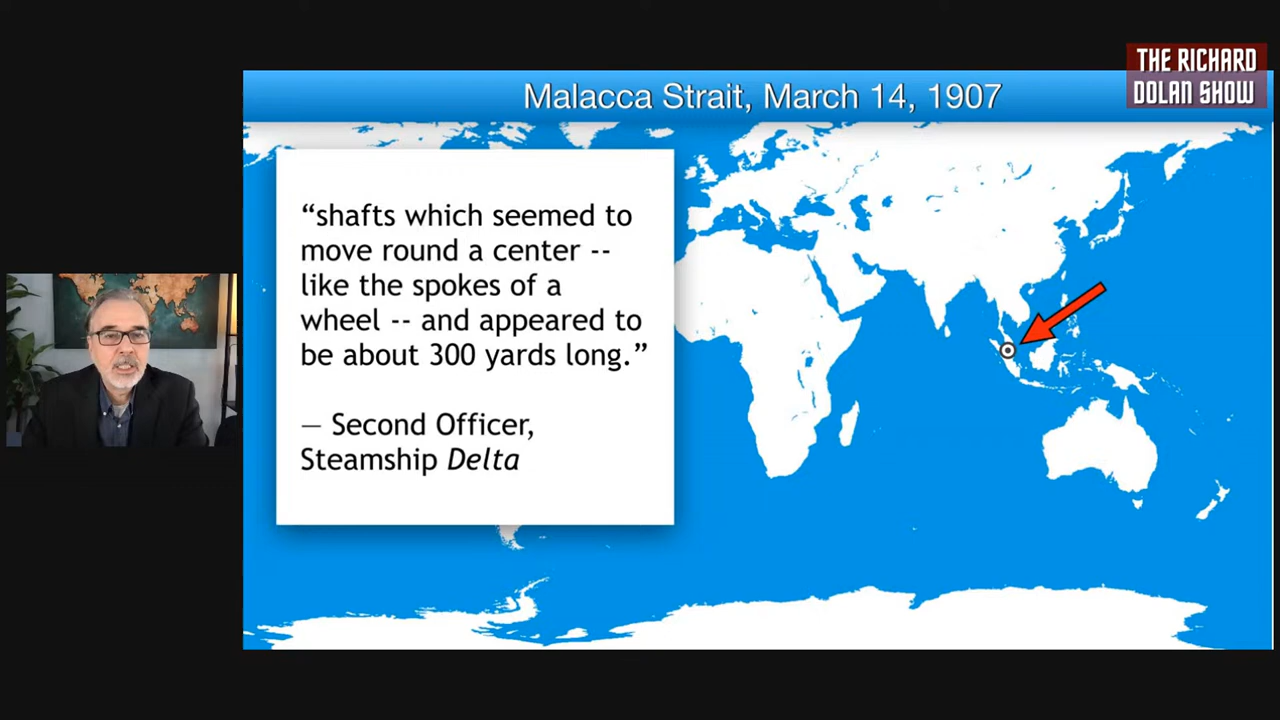 THE RICHARD
DOLAN SHOW
Malacca Strait, March 14, 1907
“shafts which seemed to
move round a center --
like the spokes of a
wheel -- and appeared to
be about 300 yards long.”
— Second Officer,
Steamship Delta